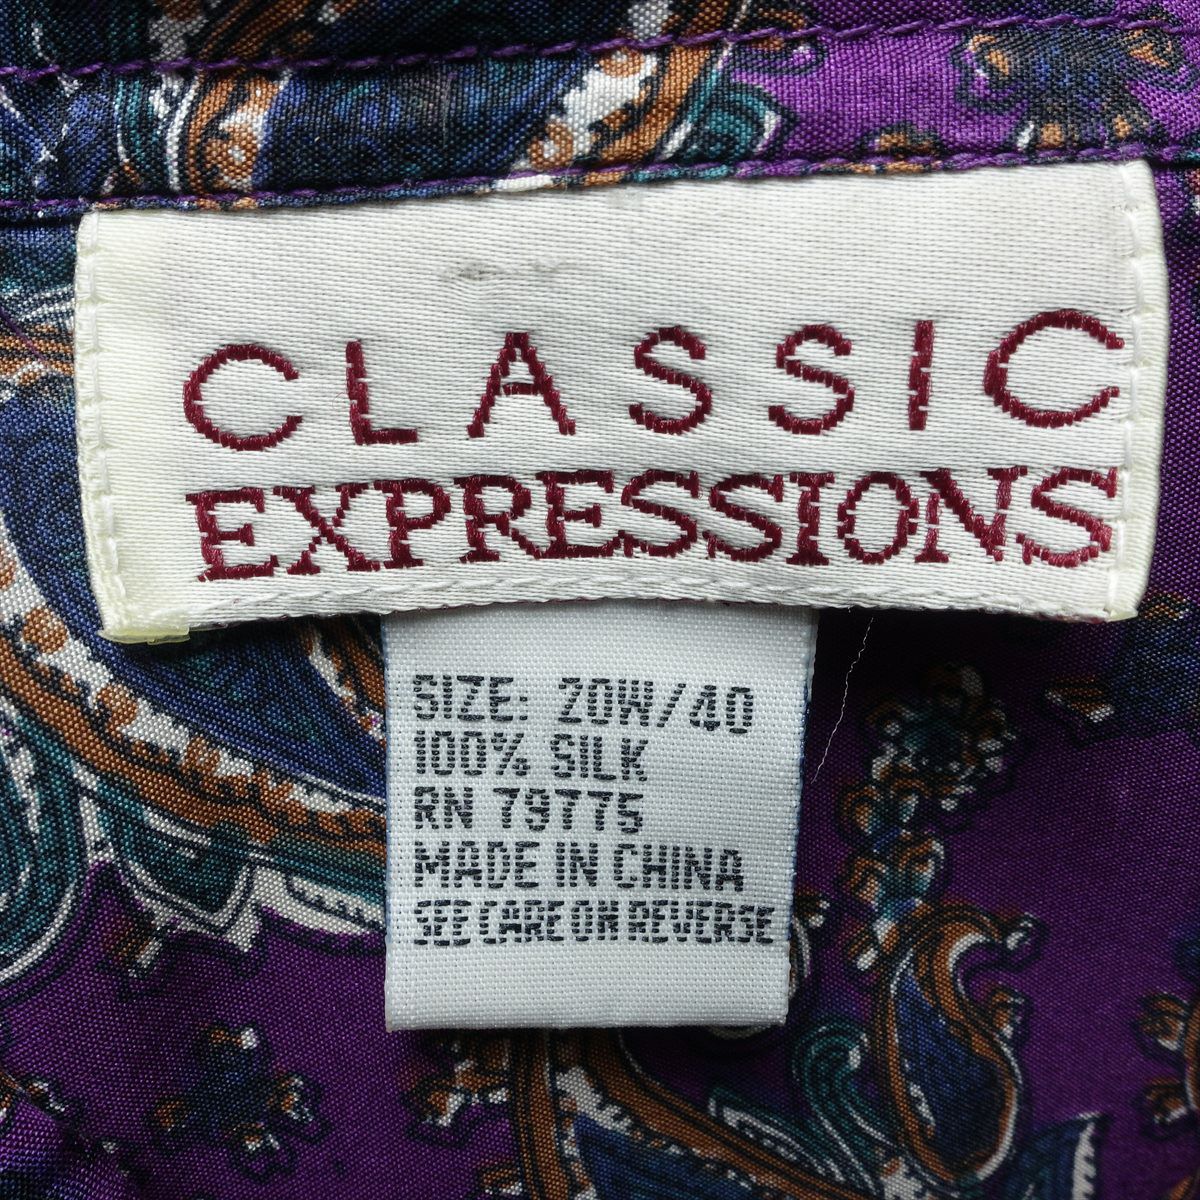 CLASSIC
EXPRESSIONS
SIZE: 20W/40
100% SILK
RN 79775
MADE IN CHINA
SEE CARE ON REVERSE